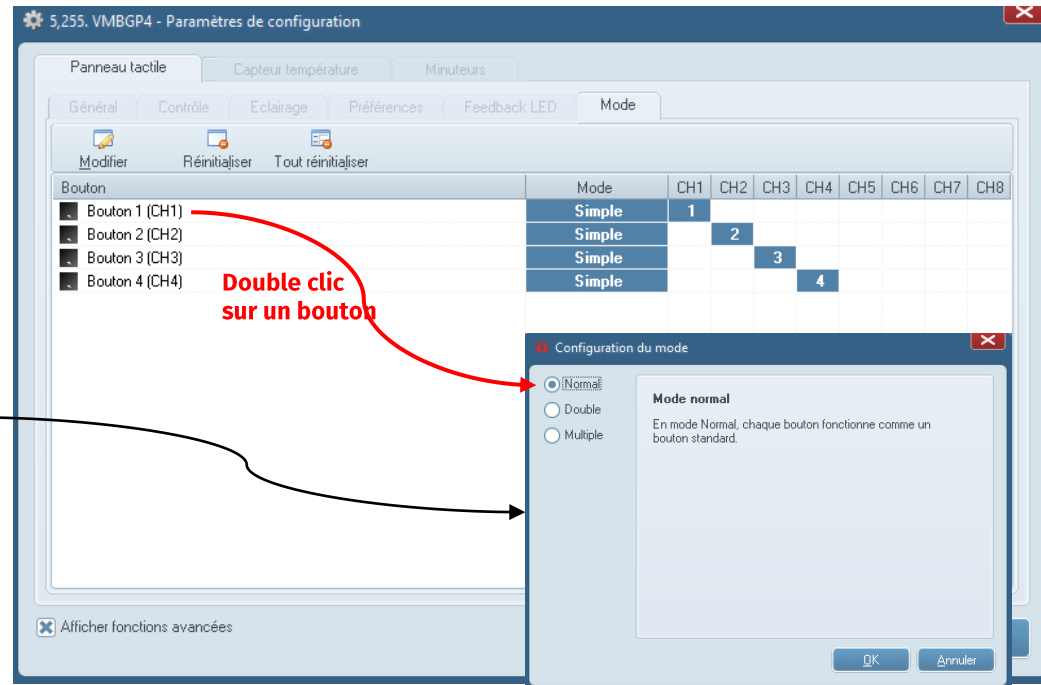 5,255. VMBGP4 - Paramètres de configuration
Panneau tactile Capteur température Minuteurs
Général Contrôle Eclairage Préférences Feedback LED Mode
Modifier Réinitialiser Tout réinitialiser
Bouton Mode CH1 CH2 CH3 CH4 CH5 CH6 CH7 CH8
Bouton 1 (CH1) Simple 1
Bouton 2 (CH2) Simple 2
Bouton 3 (CH3) Simple 3
Bouton 4 (CH4) Simple 4
Double clic
sur un bouton
Configuration du mode
Normal
Double
Multiple
Mode normal
En mode Normal, chaque bouton fonctionne comme un
bouton standard.
OK Annuler
Afficher fonctions avancées